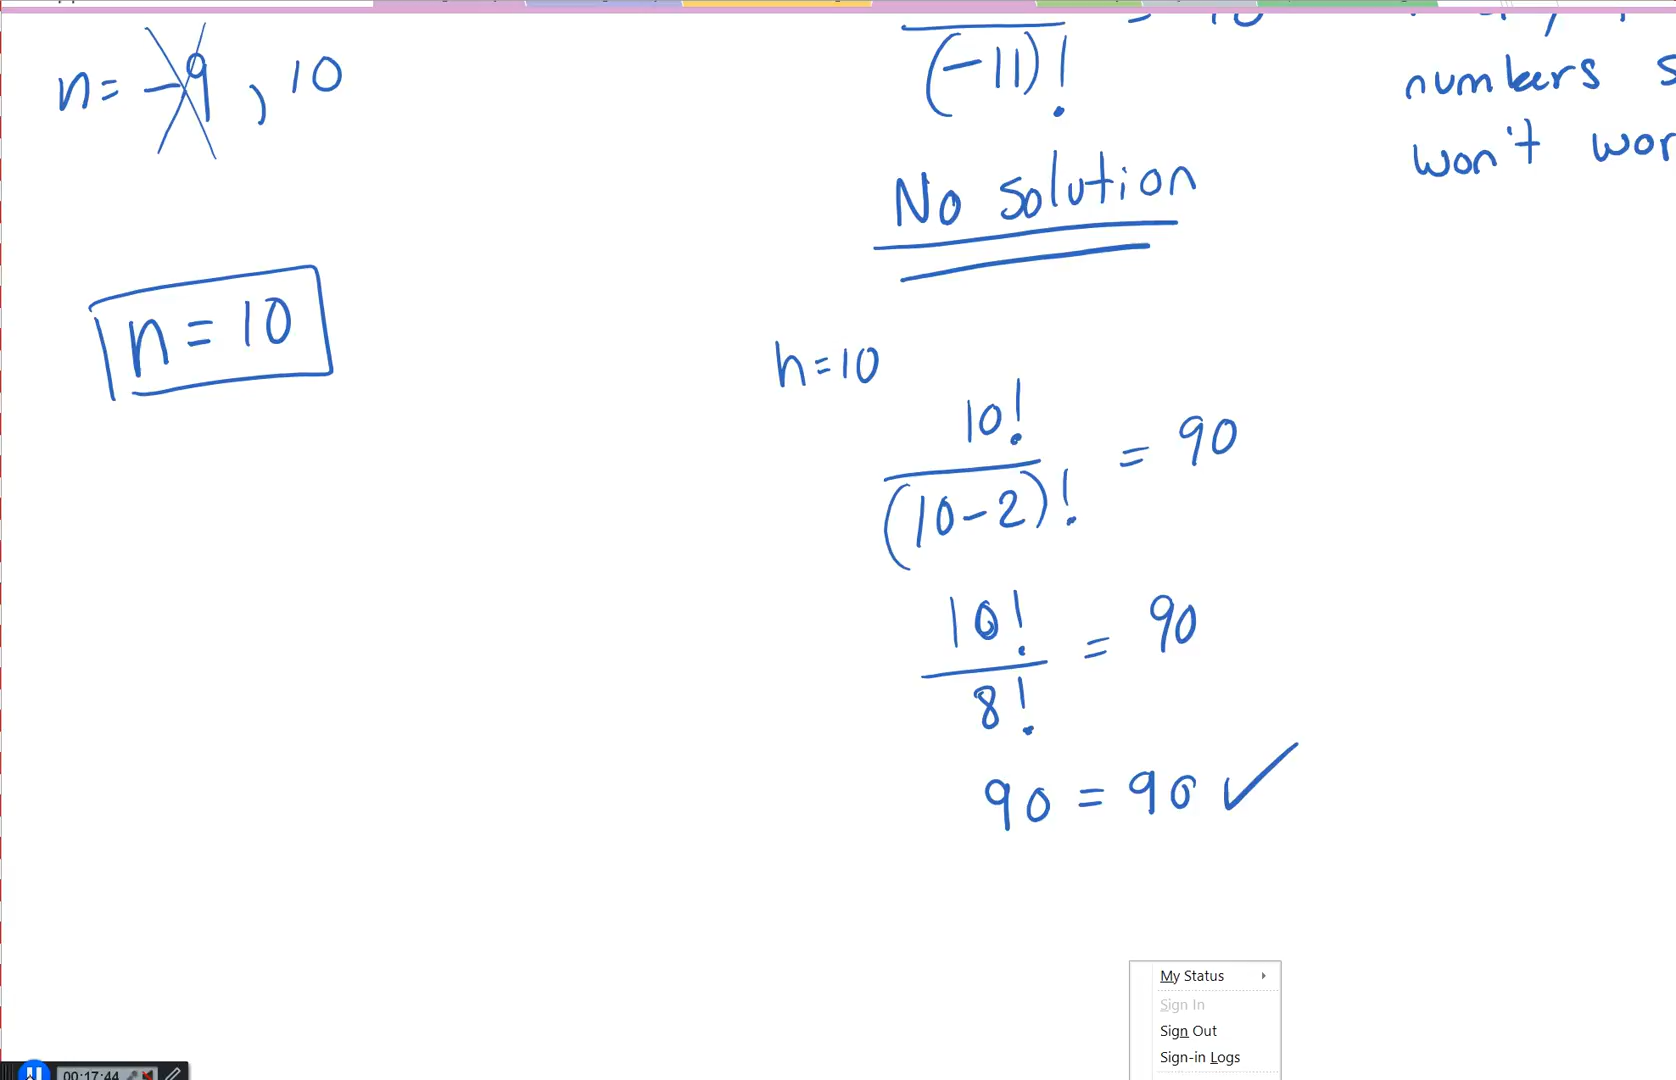 n = -9 , 10
(-11)!
numbers
won't
No solution
n = 10
n = 10
10!
(10-2)! = 90
10!
8! = 90
90 = 90 ✓
My Status
Sign In
Sign Out
Sign-in Logs
00:17:44